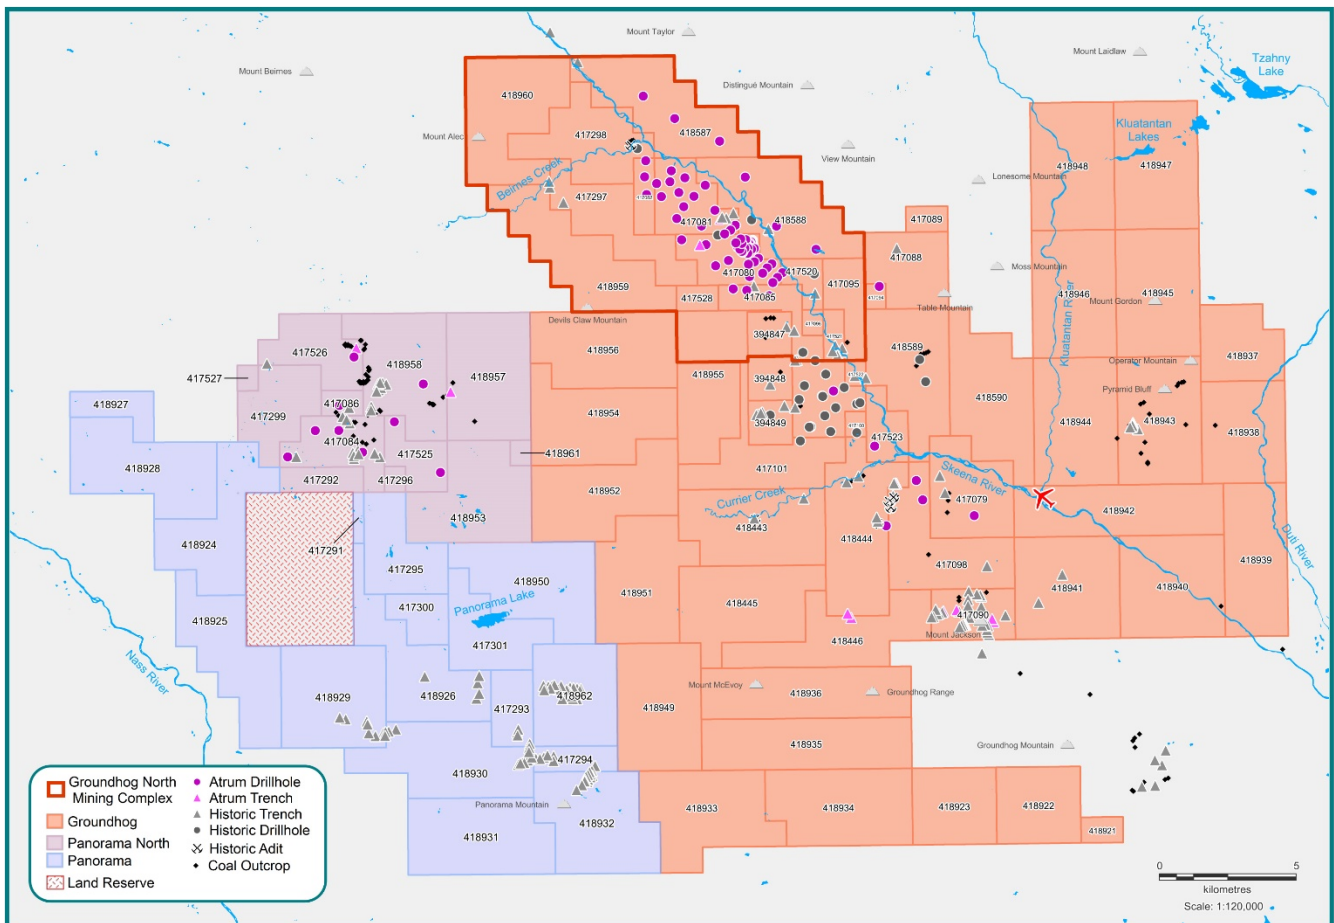 Mount Taylor
Mount Laidlaw
Tzahny
Lake
Mount Beirnes
Distingué Mountain
418960
Kluatantan
Lakes
418587
417298
Mount Alec
View Mountain
418948
418947
Beirnes Creek
Lonesome Mountain
417297
417081
418588
417089
417088
Moss Mountain
417080
417520
417095
418959
417528
417085
418946
418945
Mount Gordon
Table Mountain
Kluatantan River
Devils Claw Mountain
394847
417526
418956
418589
418937
418958
Operator Mountain
417527
418957
418955
394848
Pyramid Bluff
418927
417299
417086
418954
418590
394849
418944
418943
418938
417084
417523
417525
418961
418928
417101
417292
417296
Skeena River
418952
Currier Creek
417079
418953
418942
418443
418924
417291
418444
Duti River
417295
417098
418939
418950
418941
418940
418951
418445
417300
Panorama Lake
418925
417090
Mount Jackson
417301
418446
Nass River
Mount McEvoy
418936
Groundhog Range
418929
418926
418962
418949
417293
418935
Groundhog Mountain
417294
418930
Panorama Mountain
418933
418934
418923
418922
418932
418931
418921
Groundhog North
Mining Complex
Groundhog
Panorama North
Panorama
Land Reserve
Atrum Drillhole
Atrum Trench
Historic Trench
Historic Drillhole
Historic Adit
Coal Outcrop
0 5
kilometres
Scale: 1:120,000